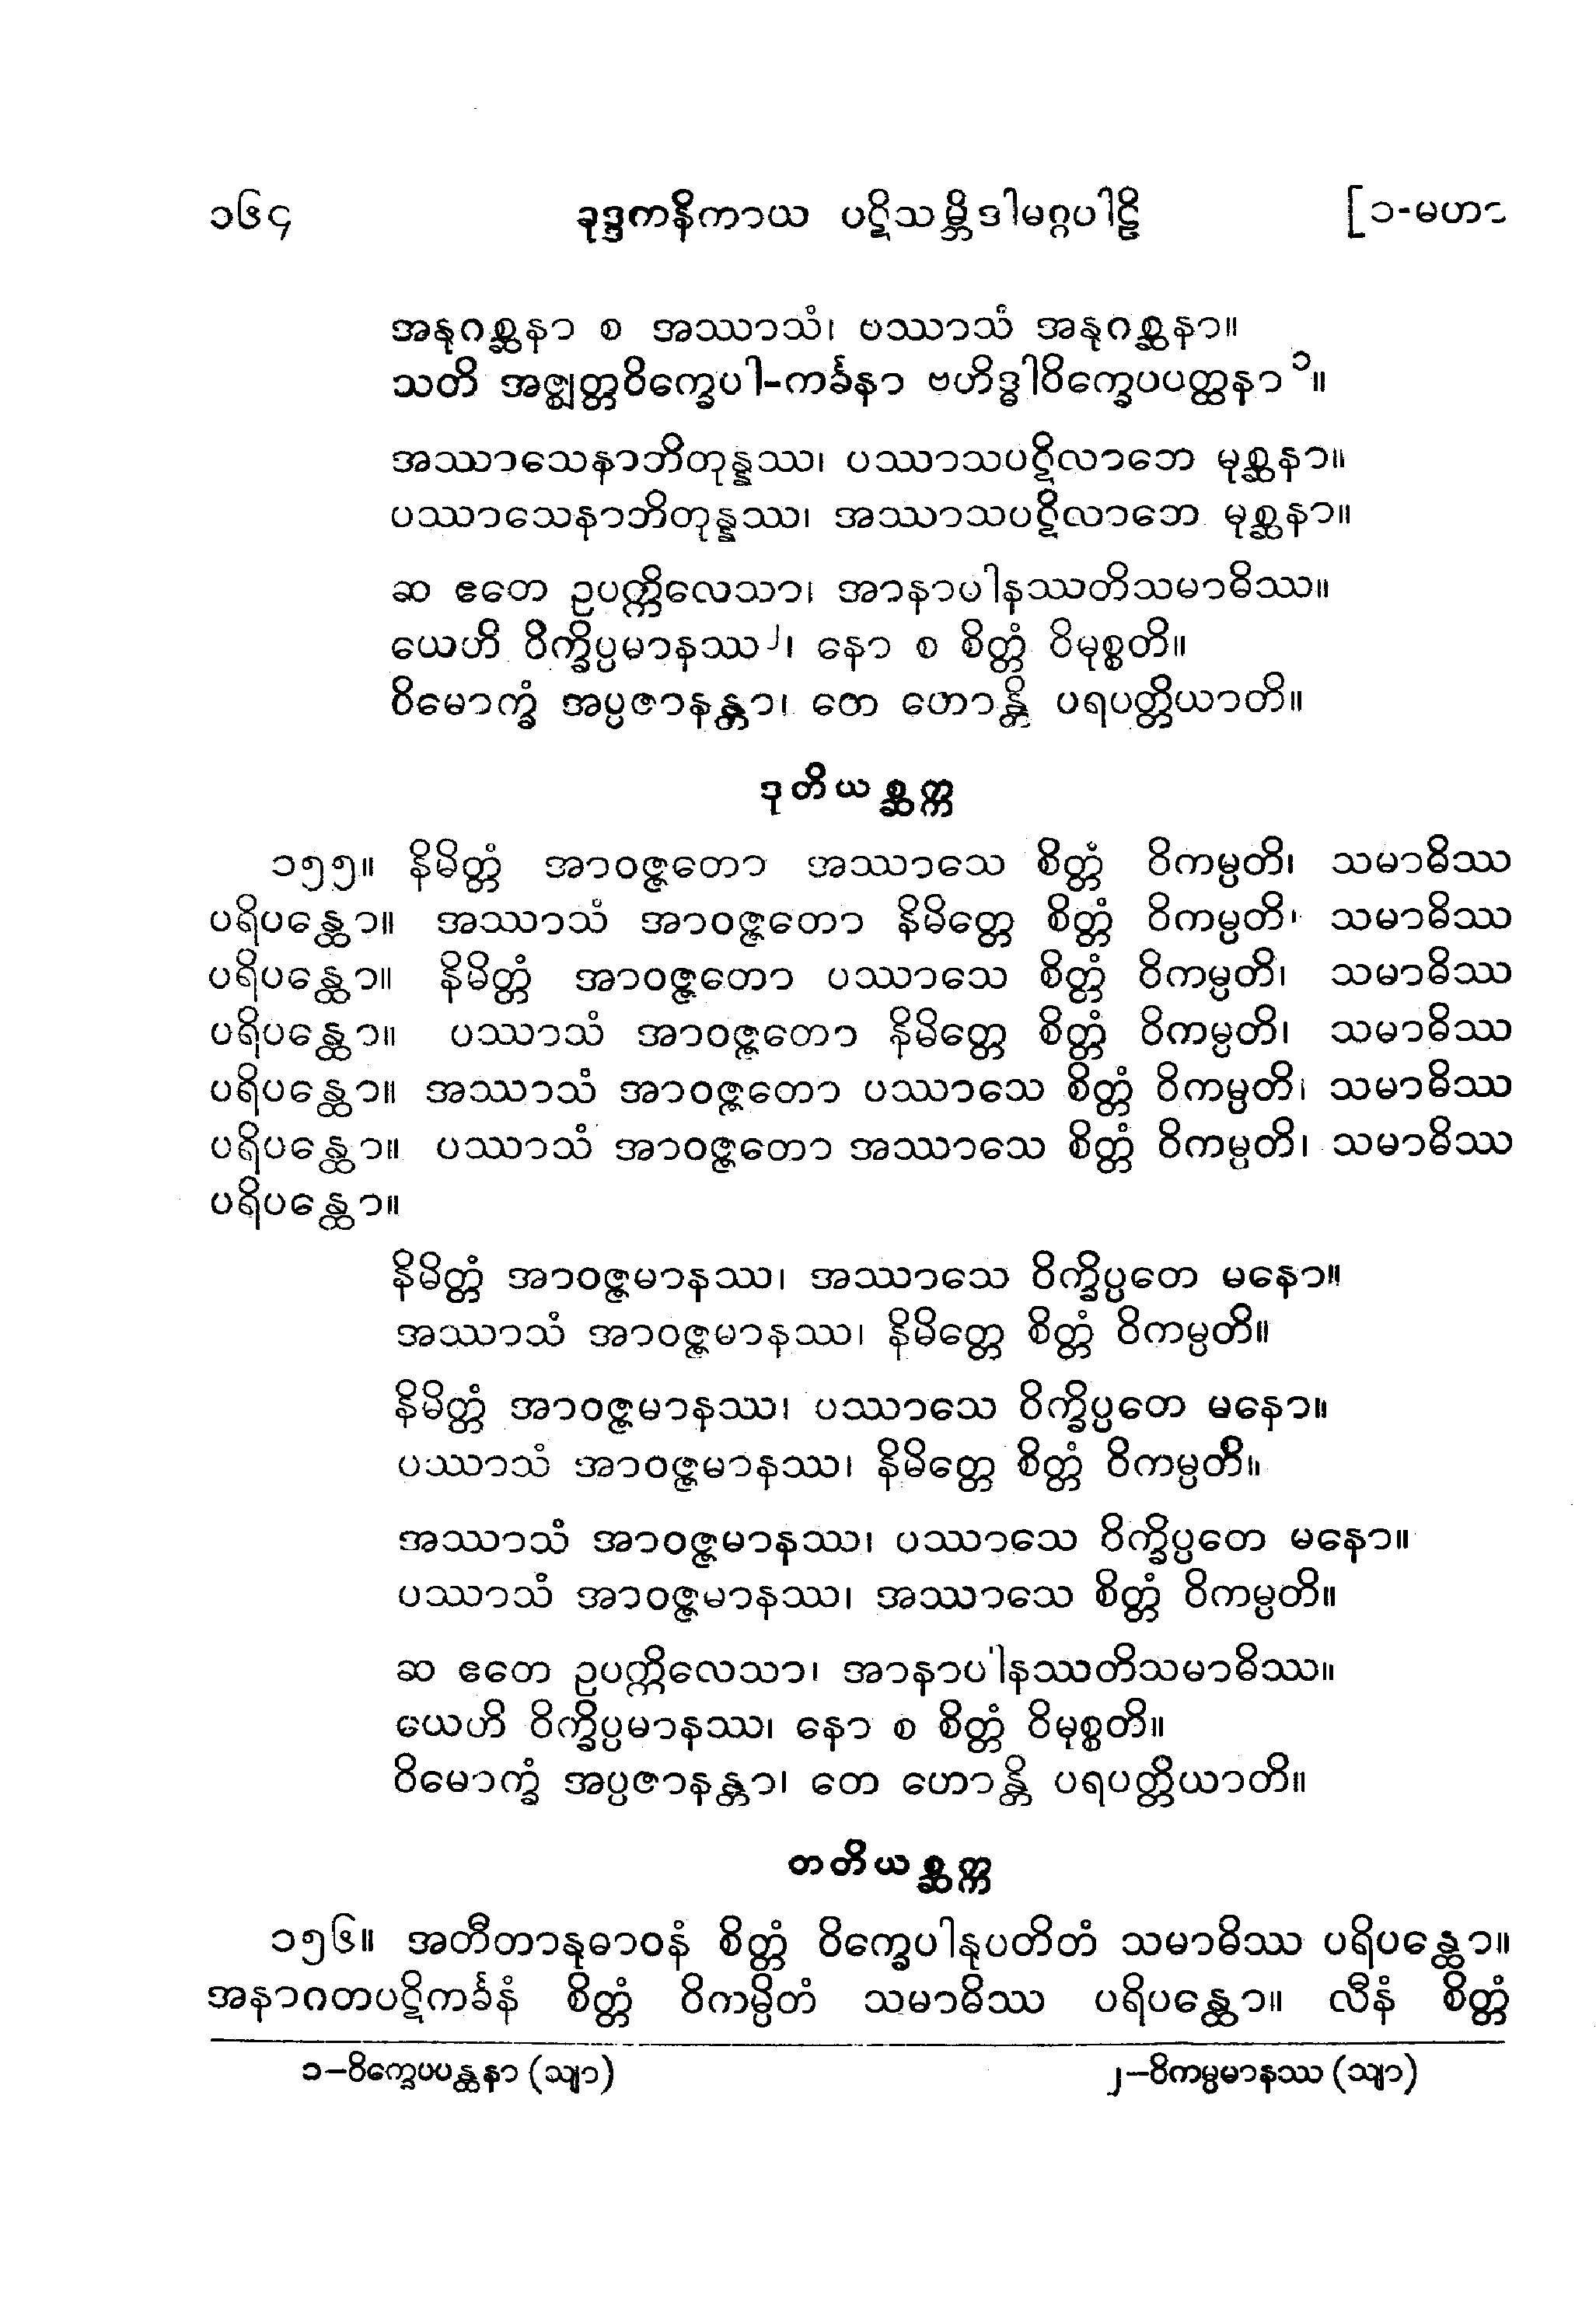 ၁၆၄ ခုဒ္ဒကနိကာယ ပဋိသမ္ဘိဒါမဂ္ဂပါဠိ [၁-မဟာ
အနုဂစ္ဆနာ စ အဿာသံ၊ ပဿာသံ အနုဂစ္ဆနာ။
သတိ အဇ္ဈတ္တဝိက္ခေပါ-ကင်္ခနာ ဗဟိဒ္ဓါဝိက္ခေပပတ္ထနာ ၁။
အဿာသေနာဘိတုန္နဿ၊ ပဿာသပဋိလာဘေ မုစ္ဆနာ။
ပဿာသေနာဘိတုန္နဿ၊ အဿာသပဋိလာဘေ မုစ္ဆနာ။
ဆ ဧတေ ဥပက္ကိလေသာ၊ အာနာပါနဿတိသမာဓိဿ။
ယေဟိ ဝိက္ခိပ္ပမာနဿ ၂၊ နော စ စိတ္တံ ဝိမုစ္စတိ။
ဝိမောက္ခံ အပ္ပဇာနန္တာ၊ တေ ဟောန္တိ ပရပတ္တိယာတိ။
ဒုတိယစ္ဆက္က
၁၅၅။ နိမိတ္တံ အာဝဇ္ဇတော အဿာသေ စိတ္တံ ဝိကမ္ပတိ၊ သမာဓိဿ
ပရိပန္ထော။ အဿာသံ အာဝဇ္ဇတော နိမိတ္တေ စိတ္တံ ဝိကမ္ပတိ၊ သမာဓိဿ
ပရိပန္ထော။ နိမိတ္တံ အာဝဇ္ဇတော ပဿာသေ စိတ္တံ ဝိကမ္ပတိ၊ သမာဓိဿ
ပရိပန္ထော။ ပဿာသံ အာဝဇ္ဇတော နိမိတ္တေ စိတ္တံ ဝိကမ္ပတိ၊ သမာဓိဿ
ပရိပန္ထော။ အဿာသံ အာဝဇ္ဇတော ပဿာသေ စိတ္တံ ဝိကမ္ပတိ၊ သမာဓိဿ
ပရိပန္ထော။ ပဿာသံ အာဝဇ္ဇတော အဿာသေ စိတ္တံ ဝိကမ္ပတိ၊ သမာဓိဿ
ပရိပန္ထော။
နိမိတ္တံ အာဝဇ္ဇမာနဿ၊ အဿာသေ ဝိက္ခိပ္ပတေ မနော။
အဿာသံ အာဝဇ္ဇမာနဿ၊ နိမိတ္တေ စိတ္တံ ဝိကမ္ပတိ။
နိမိတ္တံ အာဝဇ္ဇမာနဿ၊ ပဿာသေ ဝိက္ခိပ္ပတေ မနော။
ပဿာသံ အာဝဇ္ဇမာနဿ၊ နိမိတ္တေ စိတ္တံ ဝိကမ္ပတိ။
အဿာသံ အာဝဇ္ဇမာနဿ၊ ပဿာသေ ဝိက္ခိပ္ပတေ မနော။
ပဿာသံ အာဝဇ္ဇမာနဿ၊ အဿာသေ စိတ္တံ ဝိကမ္ပတိ။
ဆ ဧတေ ဥပက္ကိလေသာ၊ အာနာပါနဿတိသမာဓိဿ။
ယေဟိ ဝိက္ခိပ္ပမာနဿ၊ နော စ စိတ္တံ ဝိမုစ္စတိ။
ဝိမောက္ခံ အပ္ပဇာနန္တာ၊ တေ ဟောန္တိ ပရပတ္တိယာတိ။
တတိယစ္ဆက္က
၁၅၆။ အတီတာနုဓာဝနံ စိတ္တံ ဝိက္ခေပါနုပတိတံ သမာဓိဿ ပရိပန္ထော။
အနာဂတပဋိကင်္ခနံ စိတ္တံ ဝိကမ္ပိတံ သမာဓိဿ ပရိပန္ထော။ လီနံ စိတ္တံ
၁–ဝိက္ခေပပန္ထနာ (သျာ) ၂–ဝိကမ္ပမာနဿ (သျာ)